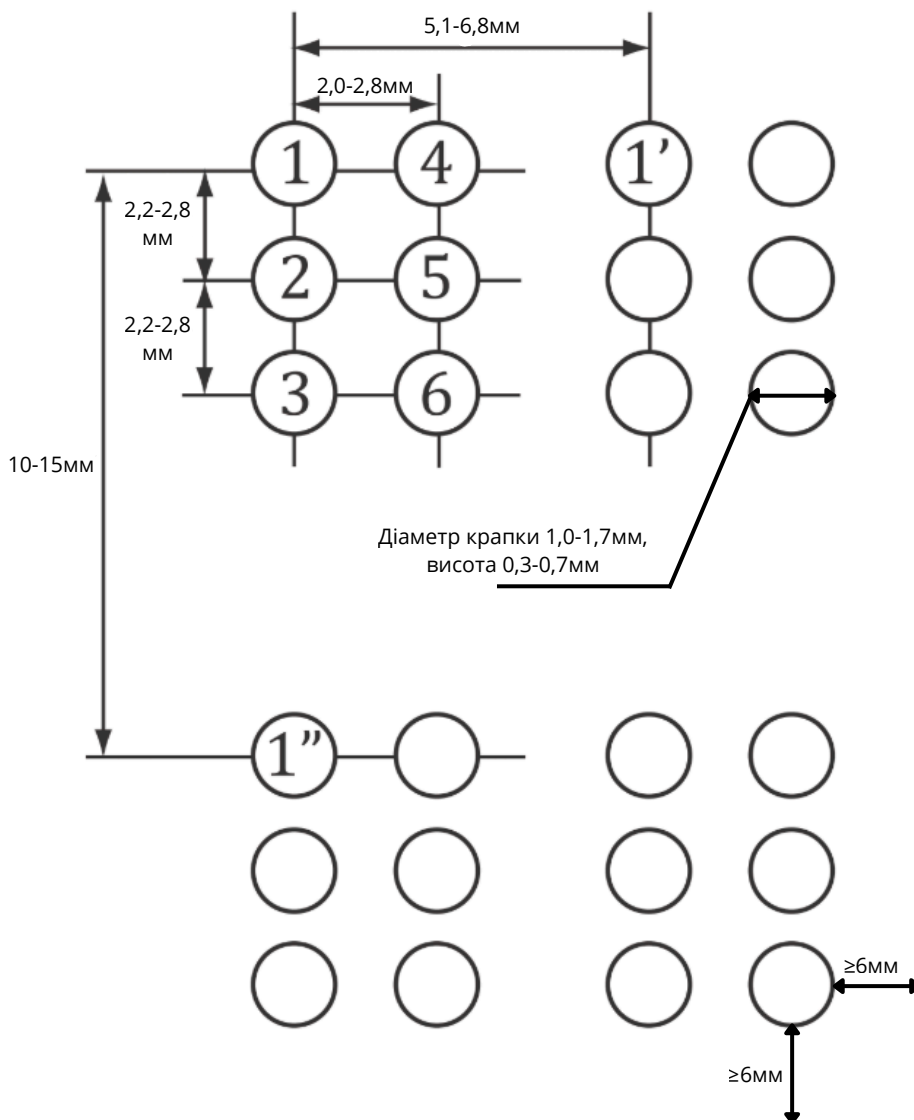 5,1-6,8мм
2,0-2,8мм
1 4 1’
2,2-2,8
мм
2 5
2,2-2,8
мм
3 6
10-15мм
Діаметр крапки 1,0-1,7мм,
висота 0,3-0,7мм
1”
≥6мм
≥6мм